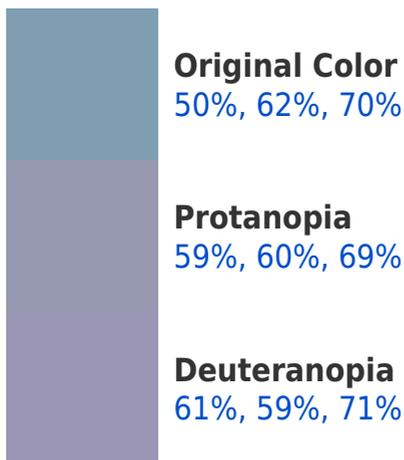 Original Color
50%, 62%, 70%
Protanopia
59%, 60%, 69%
Deuteranopia
61%, 59%, 71%